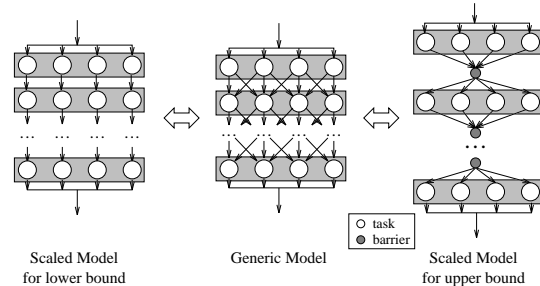 ... ... ... ...
... ... ... ...
...
task
barrier
Scaled Model
for lower bound
Generic Model
Scaled Model
for upper bound